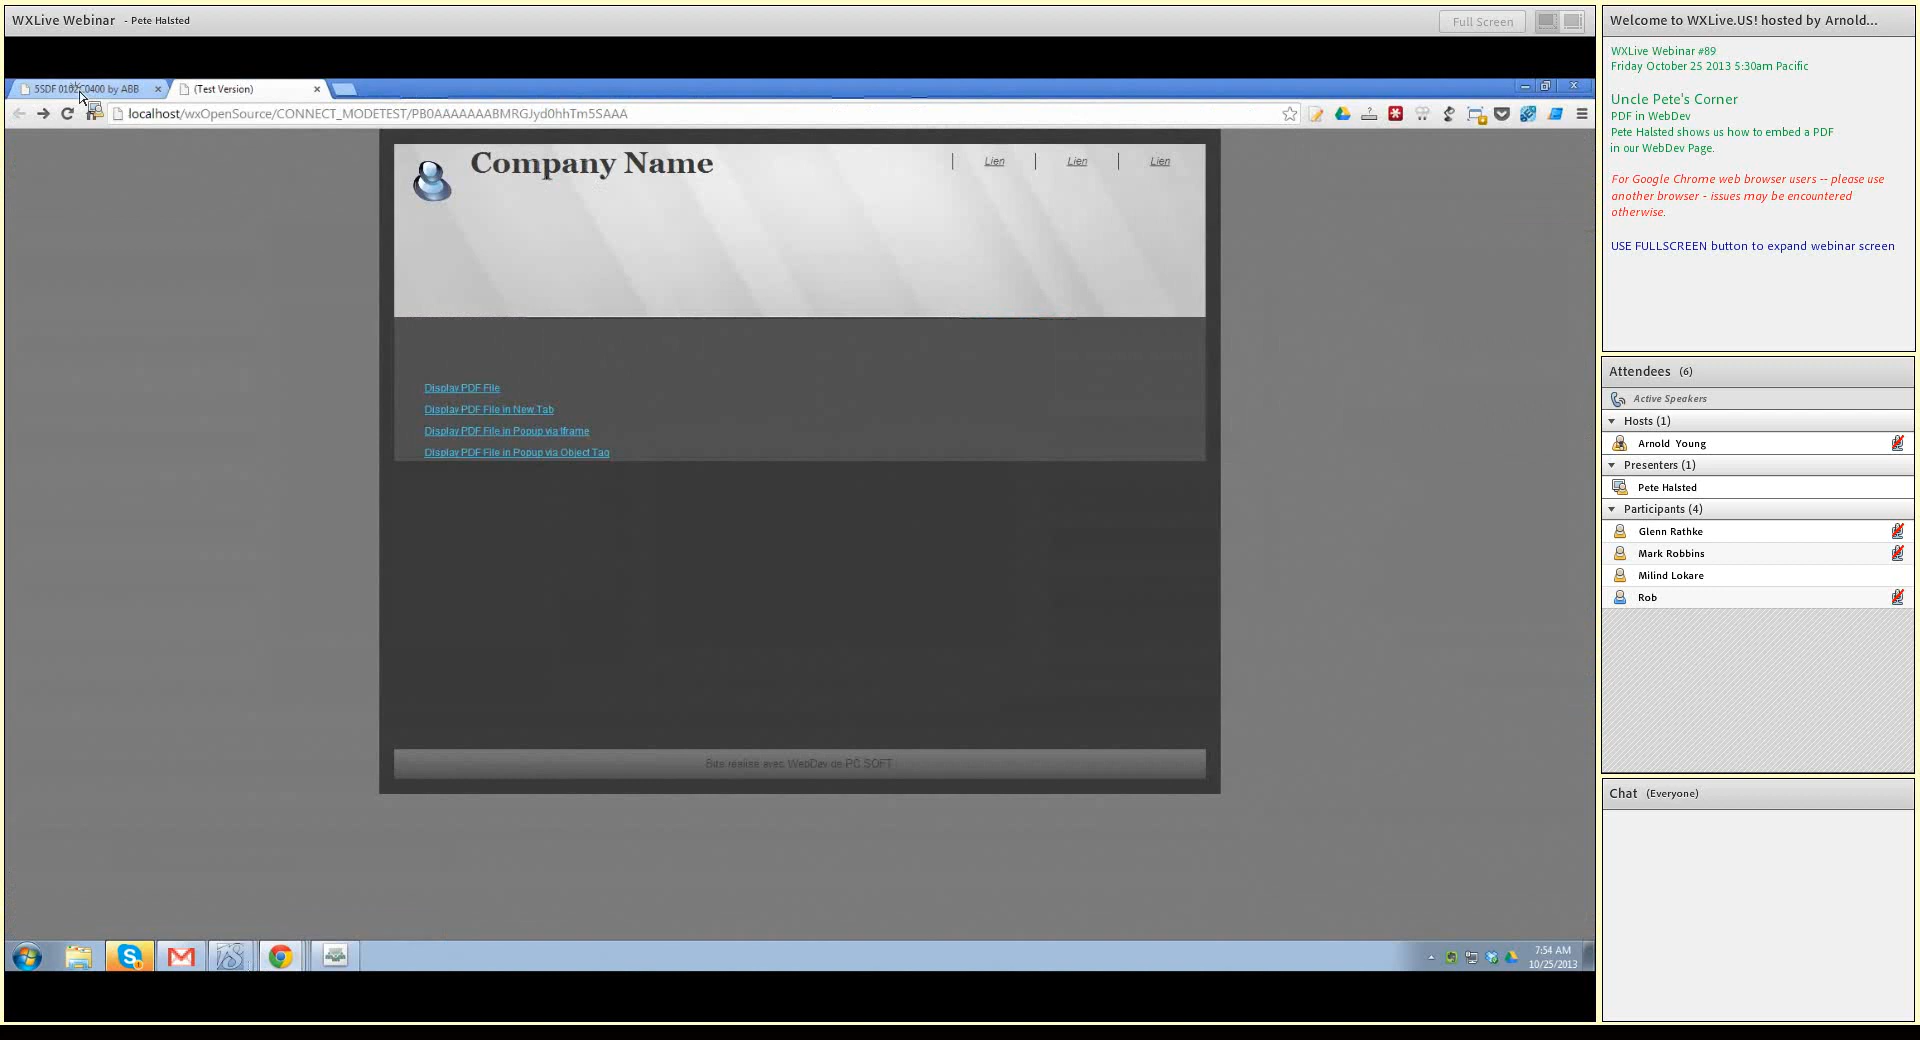 WXLive Webinar - Pete Halsted
Full Screen
5SDF 0102C0400 by ABB
(Test Version)
localhost/wxOpenSource/CONNECT_MODETEST/PB0AAAAAAABMRGJyd0hhTm5SAAA
Company Name
Lien
Lien
Lien
Display PDF File
Display PDF File in New Tab
Display PDF File in Popup via Iframe
Display PDF File in Popup via Object Tag
Site réalisé avec WebDev de PC SOFT
7:54 AM
10/25/2013
Welcome to WXLive.US! hosted by Arnold...
WXLive Webinar #89
Friday October 25 2013 5:30am Pacific
Uncle Pete's Corner
PDF in WebDev
Pete Halsted shows us how to embed a PDF
in our WebDev Page.
For Google Chrome web browser users -- please use
another browser - issues may be encountered
otherwise.
USE FULLSCREEN button to expand webinar screen
Attendees (6)
Active Speakers
Hosts (1)
Arnold Young
Presenters (1)
Pete Halsted
Participants (4)
Glenn Rathke
Mark Robbins
Milind Lokare
Rob
Chat (Everyone)